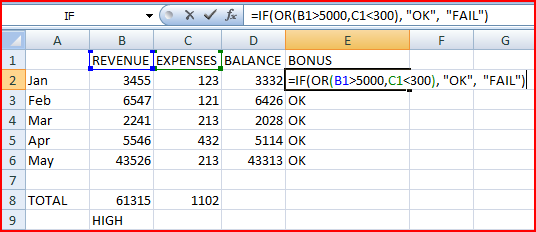 IF =IF(OR(B1>5000,C1<300), "OK", "FAIL")
A B C D E F G
1 REVENUE EXPENSES BALANCE BONUS
2 Jan 3455 123 3332 =IF(OR(B1>5000,C1<300), "OK", "FAIL")
3 Feb 6547 121 6426 OK
4 Mar 2241 213 2028 OK
5 Apr 5546 432 5114 OK
6 May 43526 213 43313 OK
7
8 TOTAL 61315 1102
9 HIGH